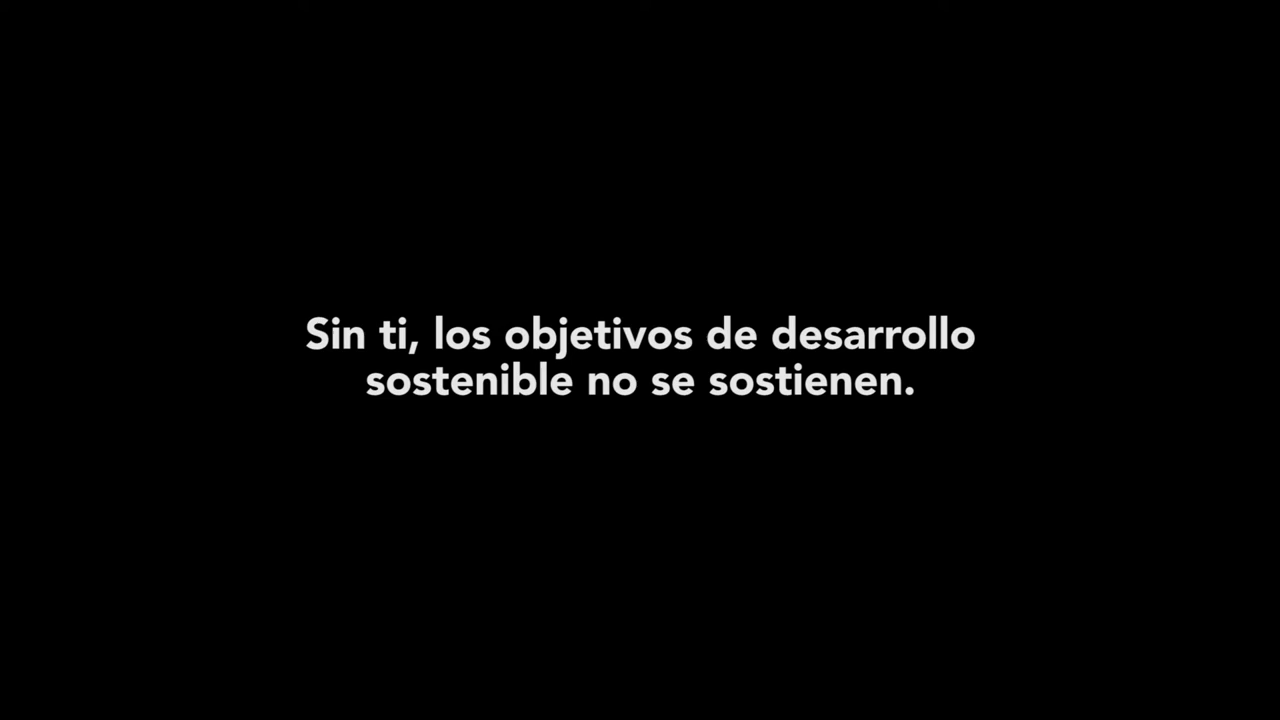 Sin ti, los objetivos de desarrollo
sostenible no se sostienen.